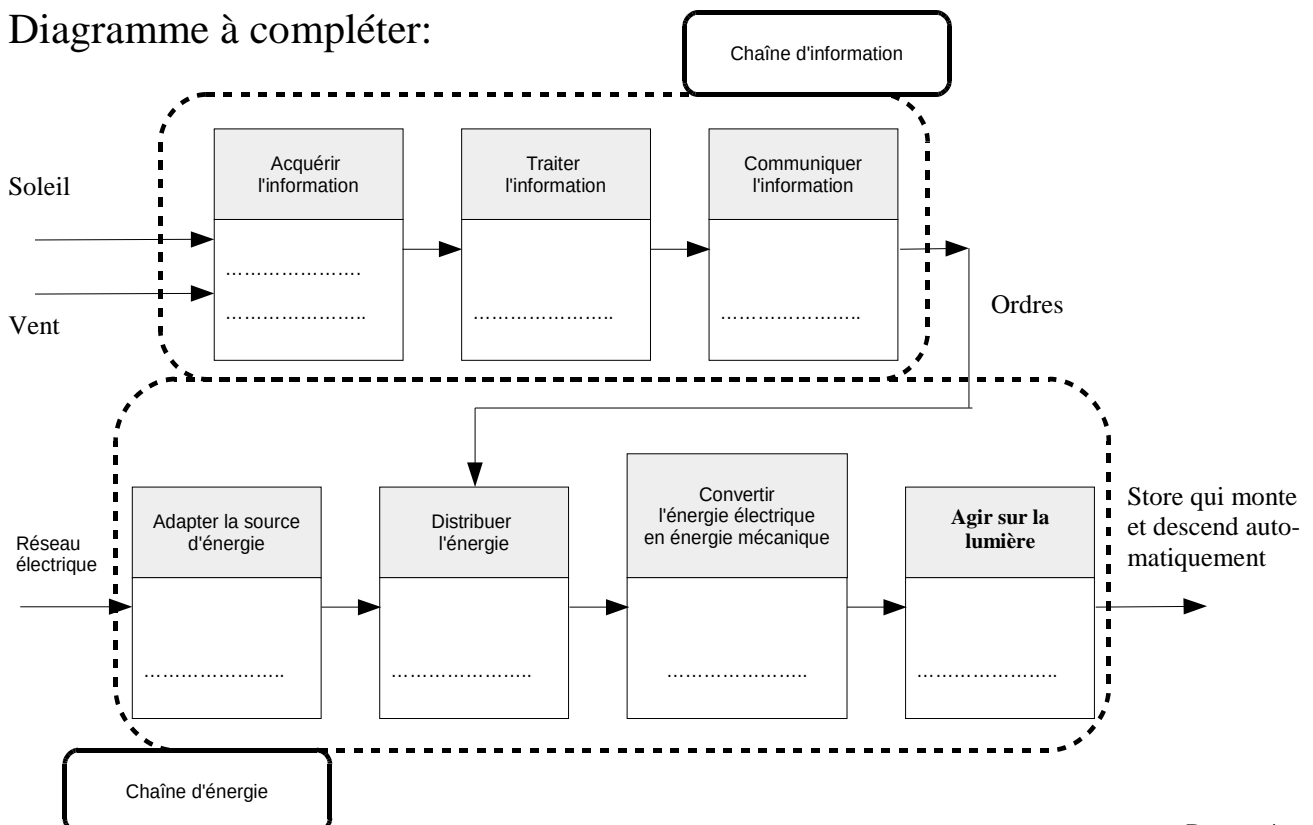 Diagramme à compléter:
Chaîne d'information
Acquérir
l'information
Traiter
l'information
Communiquer
l'information
Soleil
Vent
…………………….
…………………..
…………………..
…………………..
Ordres
Adapter la source
d'énergie
Distribuer
l'énergie
Convertir
l'énergie électrique
en énergie mécanique
Agir sur la
lumière
Réseau
électrique
Store qui monte
et descend auto-
matiquement
…………………..
…………………..
…………………..
…………………..
Chaîne d'énergie